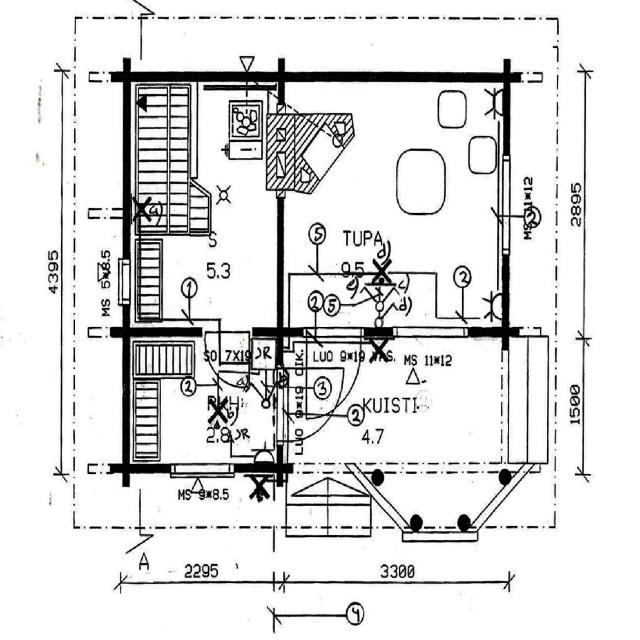 4395
2895
1500
2295
3300
MS 5*8.5
MS 11*12
S
5.3
TUPA
9.5
d)
a)
5
5
2
2
1
2
3
2
4
SO 7X19
JR
LUO 9*19
MS 11*12
LUO 9*19 OIK.
a)
b)
KUISTI
4.7
2.8
JR
MS 9*8.5
A